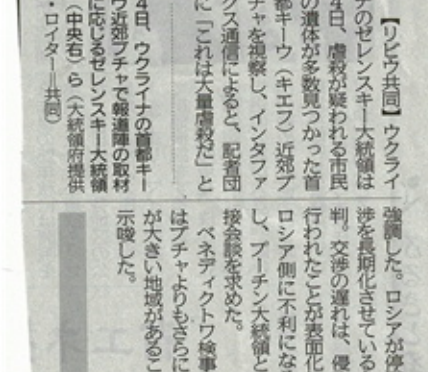 【リビウ共同】ウクライ
ナのゼレンスキー大統領は
4日、虐殺が疑われる市民
の遺体が多数見つかった首
都キーウ（キエフ）近郊ブ
チャを視察し、インタファ
クス通信によると、記者団
に「これは大量虐殺だ」と
強調した。ロシアが停
渉を長期化させている
判。交渉の遅れは、侵
行われたことが表面化
ロシア側に不利にな
し、プーチン大統領と
接会談を求めた。
ベネディクトワ検事
はブチャよりもさらに
が大きい地域があるこ
示唆した。
4日、ウクライナの首都キー
ウ近郊ブチャで報道陣の取材
に応じるゼレンスキー大統領
（中央右）ら（大統領府提供
・ロイター＝共同）